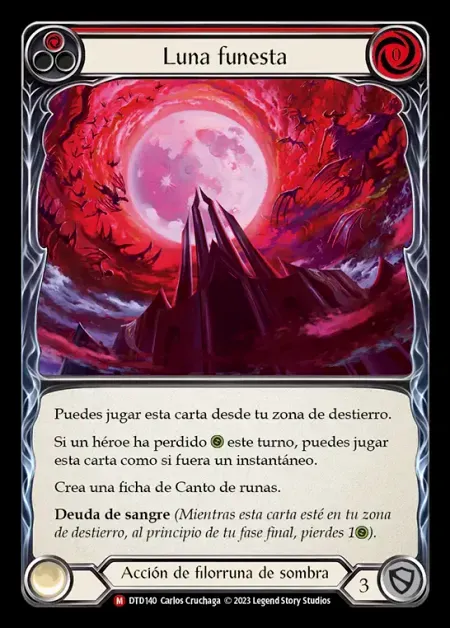 Luna funesta
0
Puedes jugar esta carta desde tu zona de destierro.
Si un héroe ha perdido este turno, puedes jugar
esta carta como si fuera un instantáneo.
Crea una ficha de Canto de runas.
Deuda de sangre (Mientras esta carta esté en tu zona
de destierro, al principio de tu fase final, pierdes 1).
Acción de filorruna de sombra
3
M DTD140 Carlos Cruchaga © 2023 Legend Story Studios